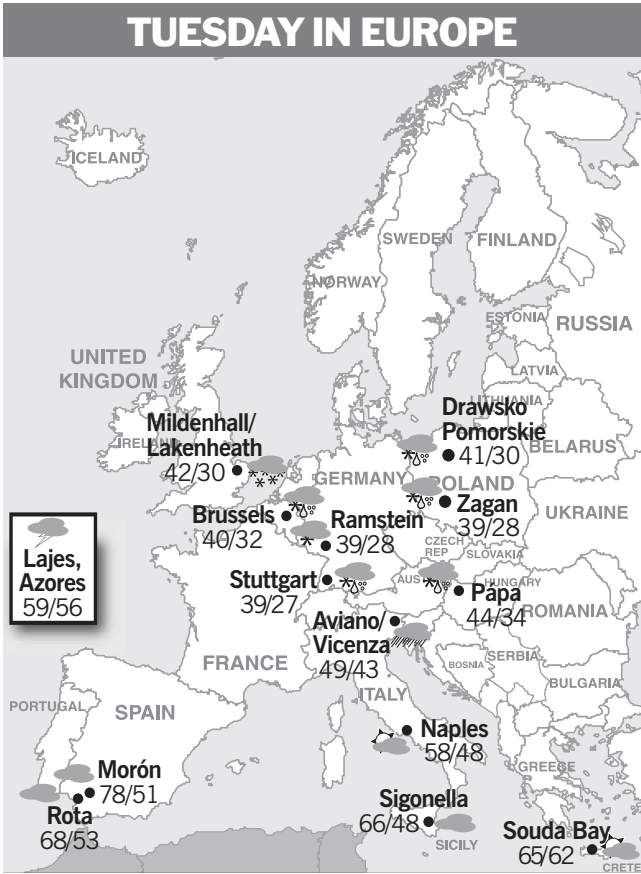 TUESDAY IN EUROPE
ICELAND
SWEDEN
FINLAND
NORWAY
ESTONIA
RUSSIA
UNITED
KINGDOM
LATVIA
LITHUANIA
IRELAND
Mildenhall/
Lakenheath
42/30
Drawsko
Pomorskie
41/30
BELARUS
GERMANY
POLAND
Zagan
39/28
Brussels
40/32
Ramstein
39/28
UKRAINE
Lajes,
Azores
59/56
CZECH
REP
SLOVAKIA
Stuttgart
39/27
AUS
HUNGARY
Pápa
44/34
ROMANIA
Aviano/
Vicenza
49/43
FRANCE
BOSNIA
SERBIA
BULGARIA
ITALY
PORTUGAL
SPAIN
Naples
58/48
GREECE
Morón
78/51
Rota
68/53
Sigonella
66/48
SICILY
Souda Bay
65/62
CRETE